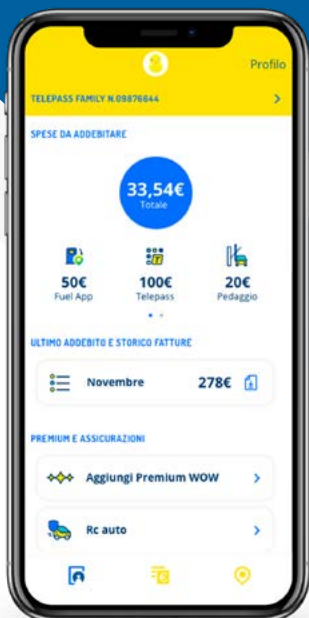 Profilo
TELEPASS FAMILY N.09876644
SPESE DA ADDEBITARE
33,54€
Totale
50€ 100€ 20€
Fuel App Telepass Pedaggio
ULTIMO ADDEBITO E STORICO FATTURE
Novembre 278€
PREMIUM E ASSICURAZIONI
Aggiungi Premium WOW
Rc auto